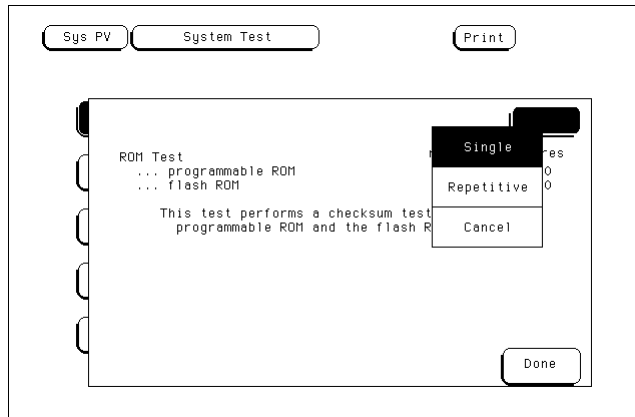 Sys PV System Test Print
ROM Test
... programmable ROM 0
... flash ROM 0
This test performs a checksum test
programmable ROM and the flash
Single
Repetitive
Cancel
Done